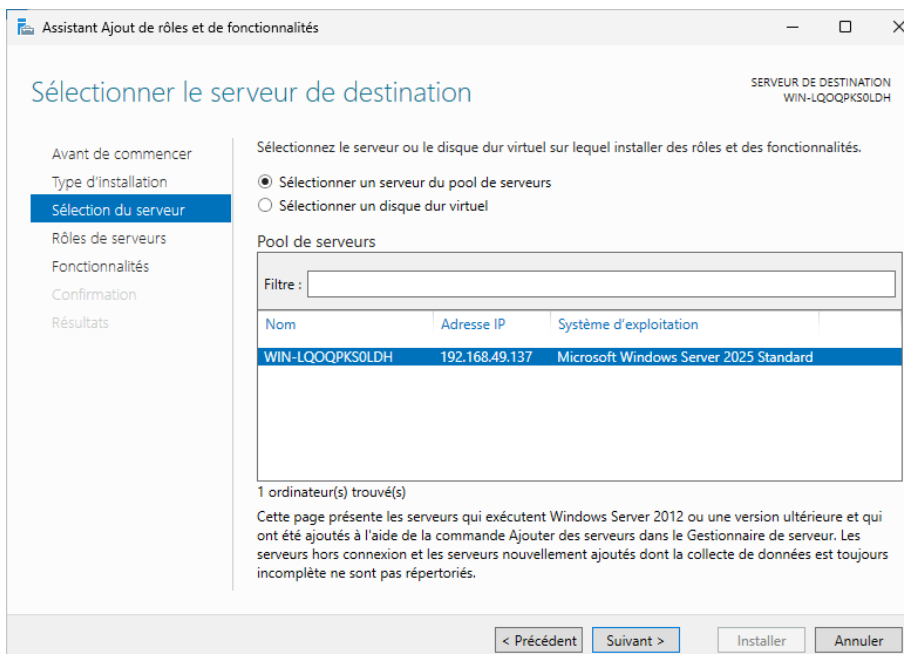 Assistant Ajout de rôles et de fonctionnalités
Sélectionner le serveur de destination
SERVEUR DE DESTINATION
WIN-LQOQPKS0LDH
Avant de commencer
Type d'installation
Sélection du serveur
Rôles de serveurs
Fonctionnalités
Confirmation
Résultats
Sélectionnez le serveur ou le disque dur virtuel sur lequel installer des rôles et des fonctionnalités.
Sélectionner un serveur du pool de serveurs
Sélectionner un disque dur virtuel
Pool de serveurs
Filtre :
Nom Adresse IP Système d'exploitation
WIN-LQOQPKS0LDH 192.168.49.137 Microsoft Windows Server 2025 Standard
1 ordinateur(s) trouvé(s)
Cette page présente les serveurs qui exécutent Windows Server 2012 ou une version ultérieure et qui
ont été ajoutés à l'aide de la commande Ajouter des serveurs dans le Gestionnaire de serveur. Les
serveurs hors connexion et les serveurs nouvellement ajoutés dont la collecte de données est toujours
incomplète ne sont pas répertoriés.
< Précédent Suivant > Installer Annuler